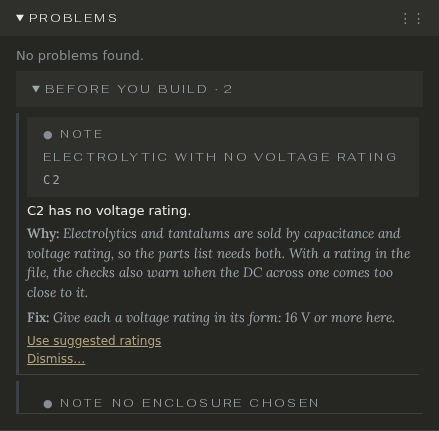 ▼ PROBLEMS
No problems found.
▼ BEFORE YOU BUILD · 2
● NOTE
ELECTROLYTIC WITH NO VOLTAGE RATING
C2
C2 has no voltage rating.
Why: Electrolytics and tantalums are sold by capacitance and
voltage rating, so the parts list needs both. With a rating in the
file, the checks also warn when the DC across one comes too
close to it.
Fix: Give each a voltage rating in its form: 16 V or more here.
Use suggested ratings
Dismiss...
● NOTE NO ENCLOSURE CHOSEN